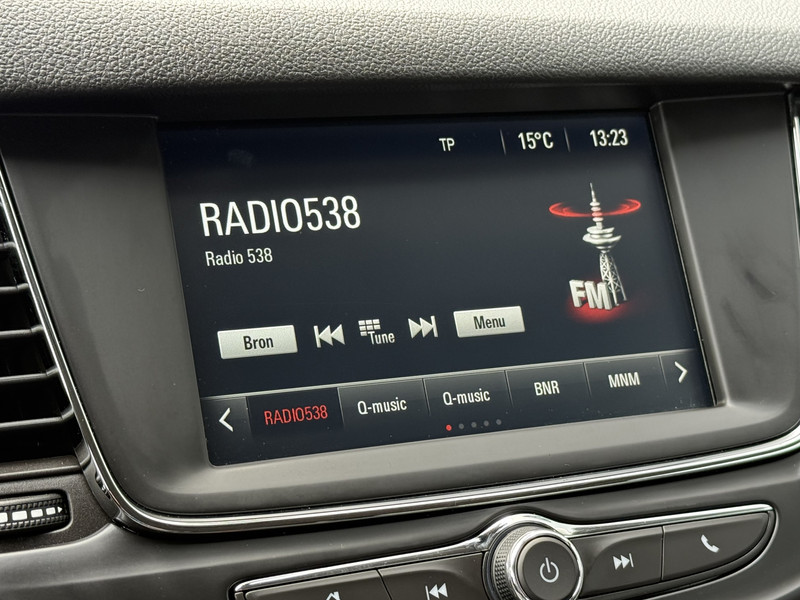 TP 15°C 13:23
RADIO538
Radio 538
FM
Bron Tune Menu
RADIO538 Q-music Q-music BNR MNM